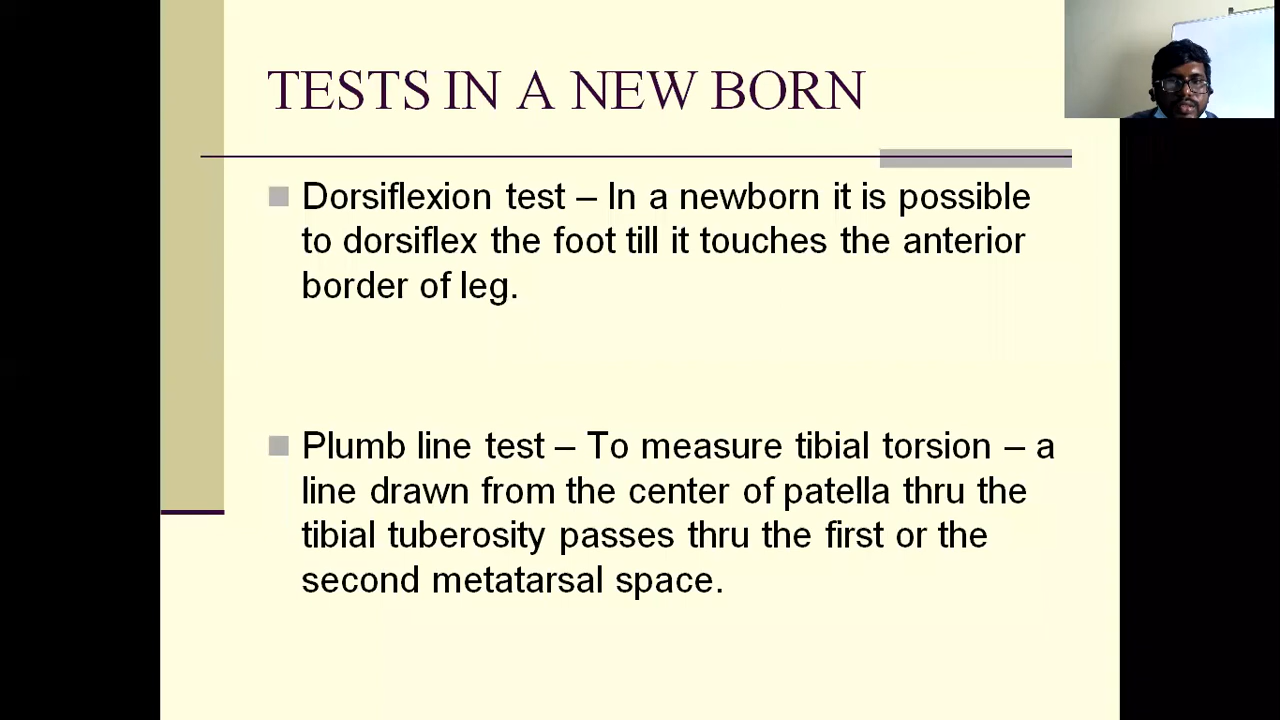 TESTS IN A NEW BORN
Dorsiflexion test – In a newborn it is possible
to dorsiflex the foot till it touches the anterior
border of leg.
Plumb line test – To measure tibial torsion – a
line drawn from the center of patella thru the
tibial tuberosity passes thru the first or the
second metatarsal space.